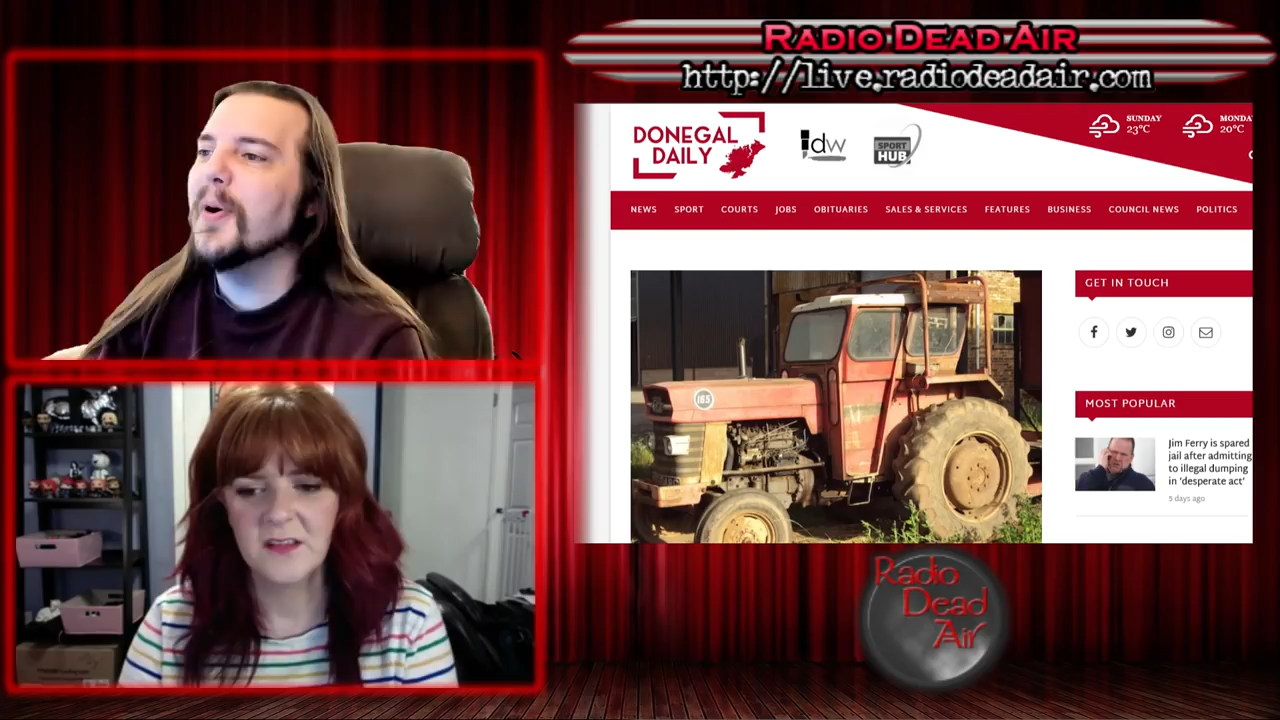 RADIO DEAD AIR
http://live.radiodeadair.com
DONEGAL
DAILY
dw
SPORT
HUB
SUNDAY
23°C
MONDA
20°C
NEWS SPORT COURTS JOBS OBITUARIES SALES & SERVICES FEATURES BUSINESS COUNCIL NEWS POLITICS
165
GET IN TOUCH
MOST POPULAR
Jim Ferry is spared
jail after admitting
to illegal dumping
in 'desperate act'
5 days ago
Radio
Dead
Air